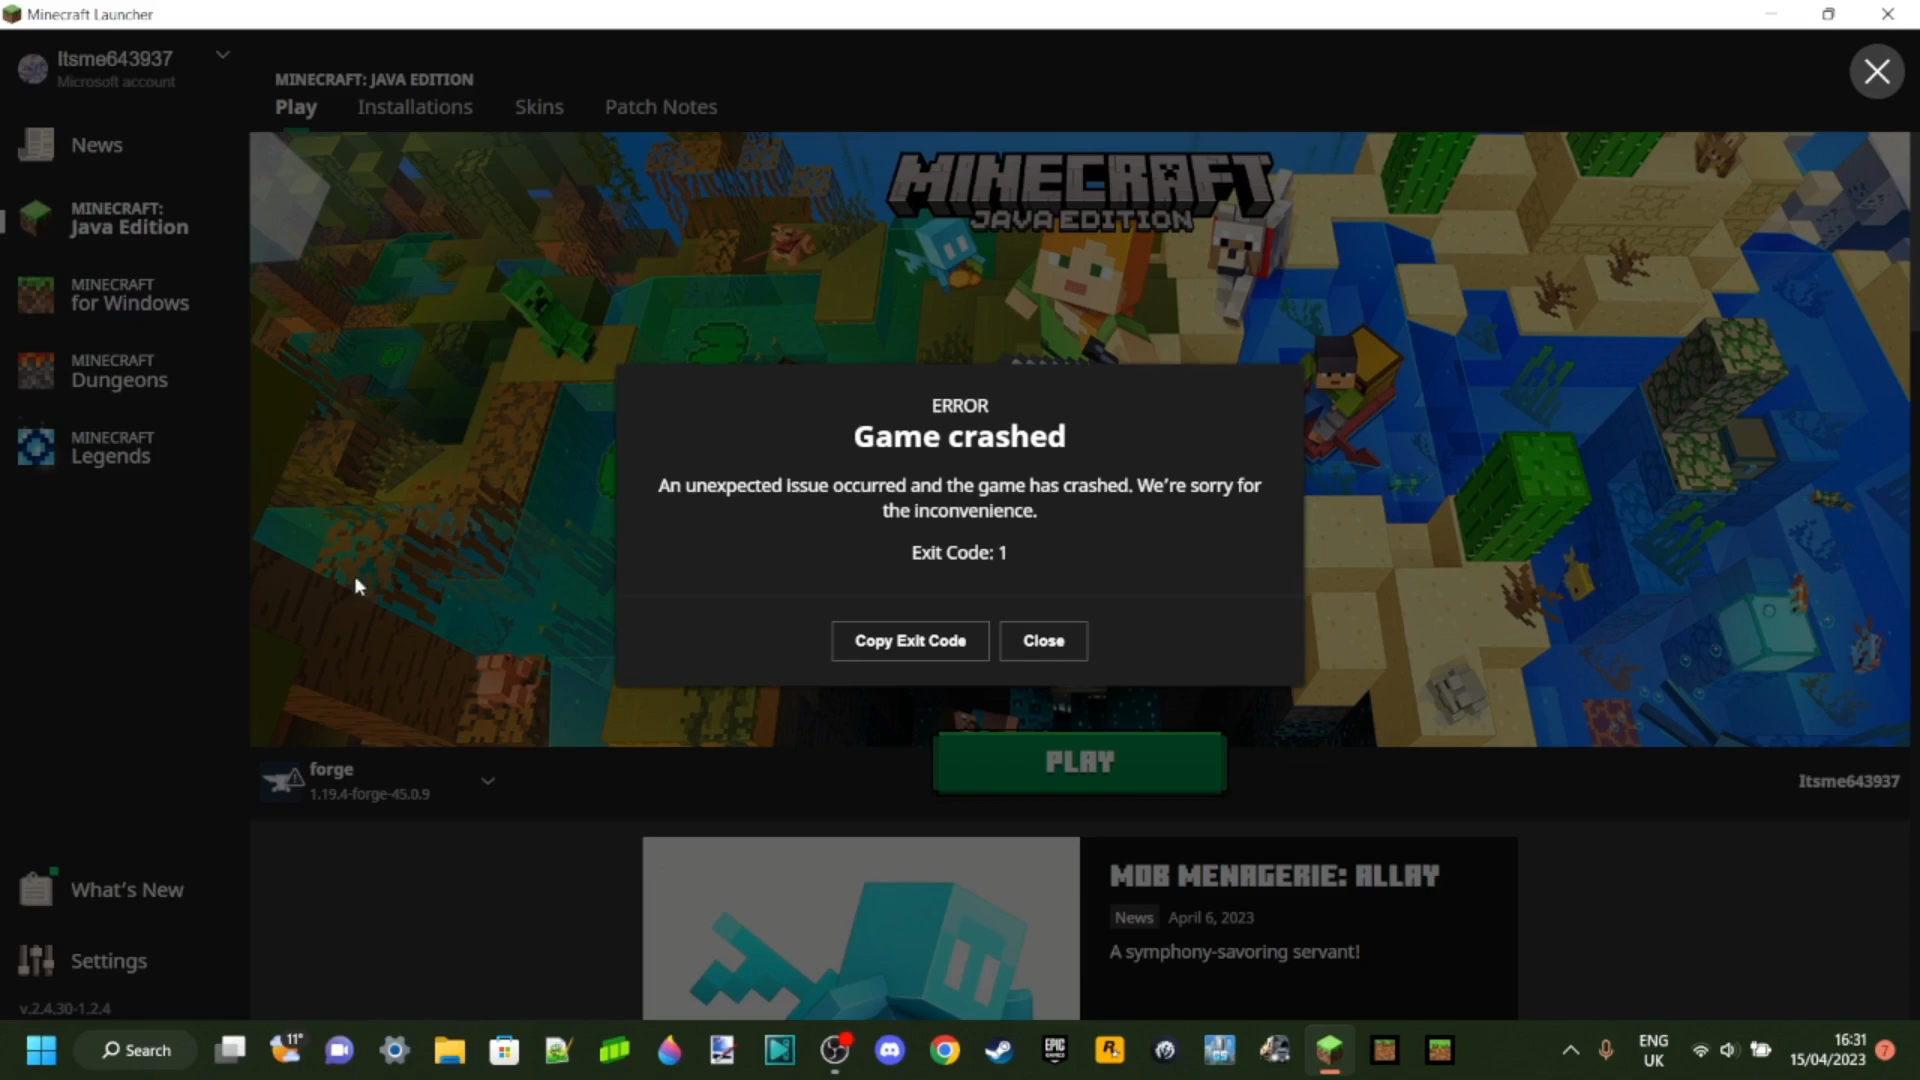 Minecraft Launcher
Itsme643937
Microsoft account
MINECRAFT: JAVA EDITION
Play
Installations
Skins
Patch Notes
News
MINECRAFT:
Java Edition
MINECRAFT
for Windows
MINECRAFT
Dungeons
MINECRAFT
Legends
MINECRAFT
JAVA EDITION
ERROR
Game crashed
An unexpected issue occurred and the game has crashed. We're sorry for
the inconvenience.
Exit Code: 1
Copy Exit Code
Close
forge
1.19.4-forge-45.0.9
PLAY
Itsme643937
MOB MENAGERIE: ALLAY
News April 6, 2023
A symphony-savoring servant!
What's New
Settings
v.2.4.30-1.2.4
Search
11°
EPIC
GAMES
R
CS
ENG
UK
16:31
15/04/2023
7